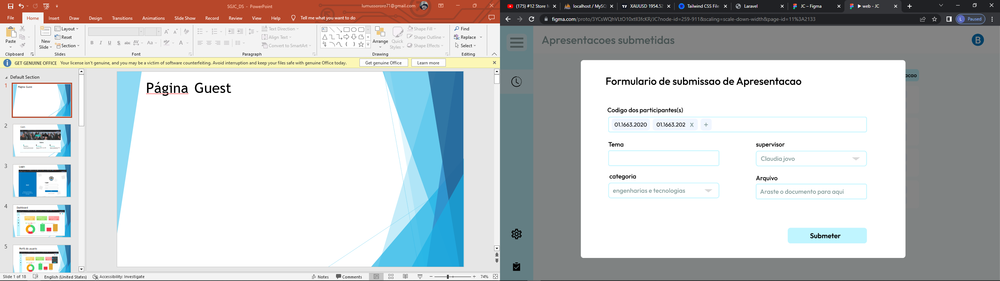 SGJC_DS - PowerPoint
lumussororo71@gmail.com
File Home Insert Draw Design Transitions Animations Slide Show Record Review View Help Tell me what you want to do
Paste
New
Slide
Layout
Reset
Section
Text Direction
Align Text
Convert to SmartArt
Arrange
Quick
Styles
Shape Fill
Shape Outline
Shape Effects
Find
Replace
Select
Clipboard Slides Font Paragraph Drawing Editing
GET GENUINE OFFICE Your license isn't genuine, and you may be a victim of software counterfeiting. Avoid interruption and keep your files safe with genuine Office today. Get genuine Office Learn more
Default Section
1
Página Guest
2
Cont.
Sobre
3
Login
Login
4
Dashboard
5
Perfil do usuario
Página Guest
Slide 1 of 18 English (United States) Accessibility: Investigate Notes Comments 74%
(175) #12 Store M localhost / MySQ XAUUSD 1954.52 Tailwind CSS File Laravel JC – Figma web - JC
figma.com/proto/3YCsWQhVLtO10xtlI3fcKR/JC?node-id=259-911&scaling=scale-down-width&page-id=11%3A2133
L Paused
Apresentacoes submetidas
B
acao
Formulario de submissao de Apresentacao
Codigo dos participantes(s)
01.1663.2020 01.1663.202 X +
Tema
supervisor
Claudia jovo
categoria
engenharias e tecnologias
Arquivo
Araste o documento para aqui
Submeter